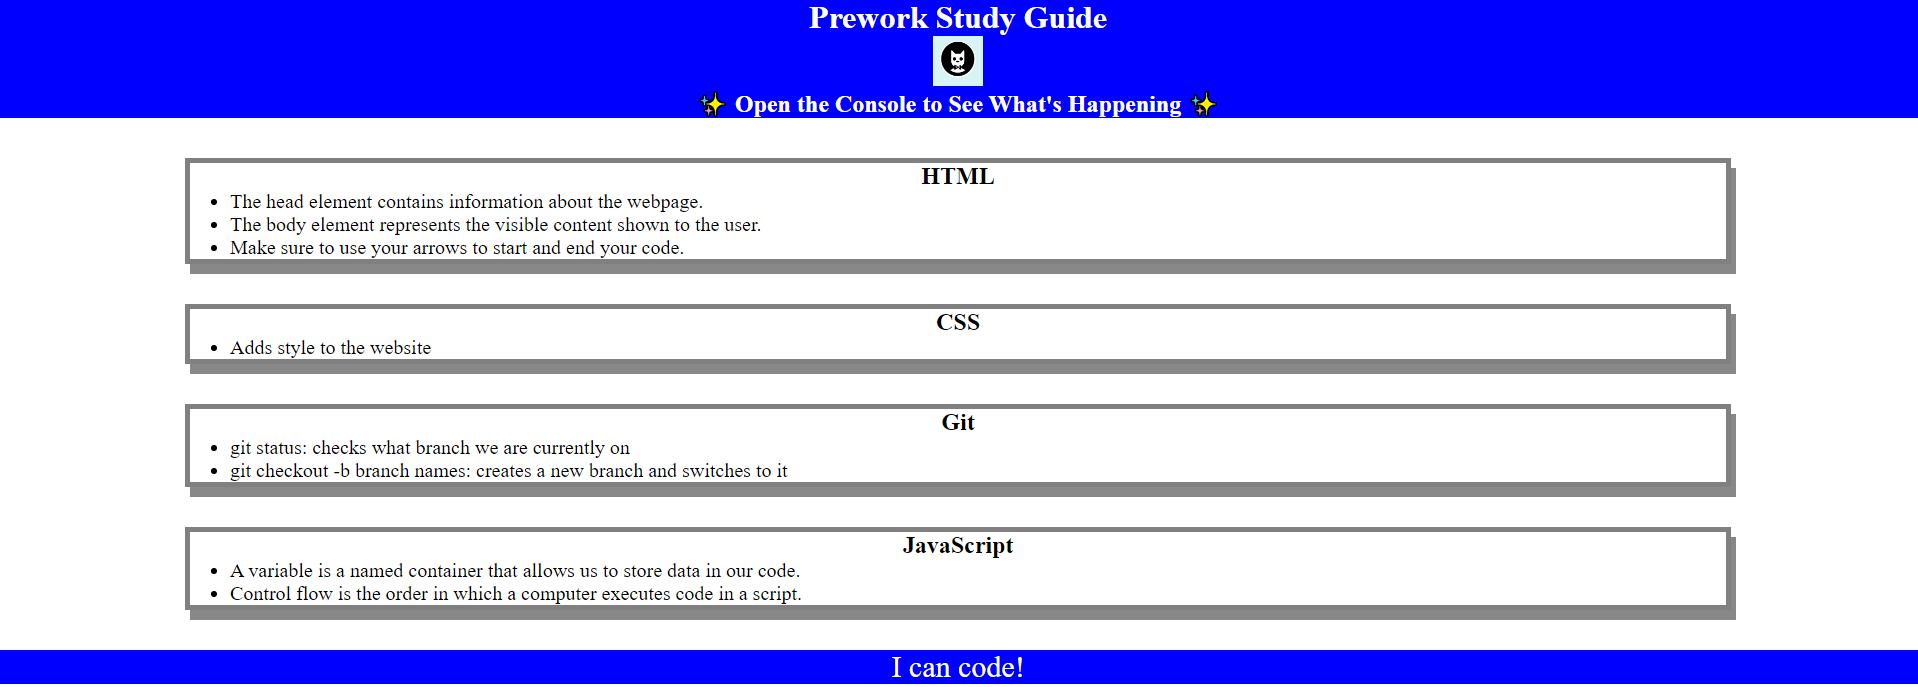 Prework Study Guide
✨ Open the Console to See What's Happening ✨
HTML
• The head element contains information about the webpage.
• The body element represents the visible content shown to the user.
• Make sure to use your arrows to start and end your code.
CSS
• Adds style to the website
Git
• git status: checks what branch we are currently on
• git checkout -b branch names: creates a new branch and switches to it
JavaScript
• A variable is a named container that allows us to store data in our code.
• Control flow is the order in which a computer executes code in a script.
I can code!